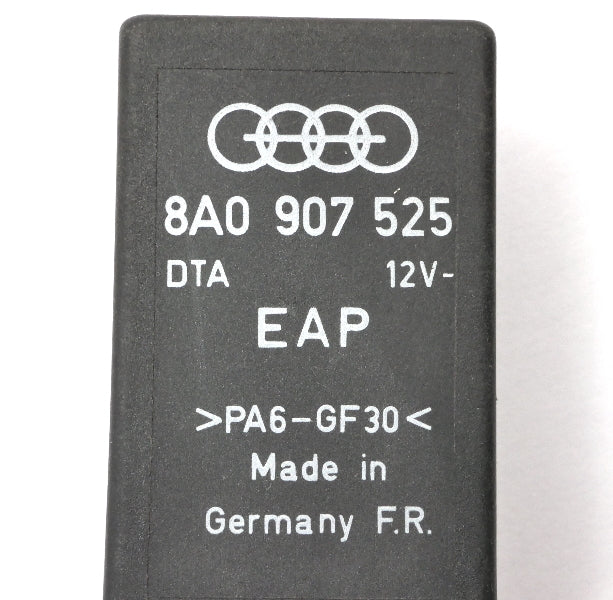 8A0 907 525
DTA 12V-
EAP
>PA6-GF30<
Made in
Germany F.R.